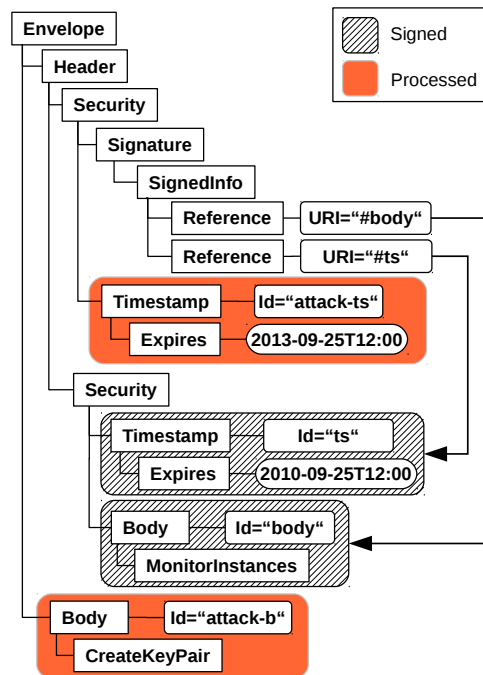 Envelope
Signed
Header
Processed
Security
Signature
SignedInfo
Reference URI="#body“
Reference URI="#ts“
Timestamp Id="attack-ts“
Expires 2013-09-25T12:00
Security
Timestamp Id="ts“
Expires 2010-09-25T12:00
Body Id="body“
MonitorInstances
Body Id="attack-b“
CreateKeyPair